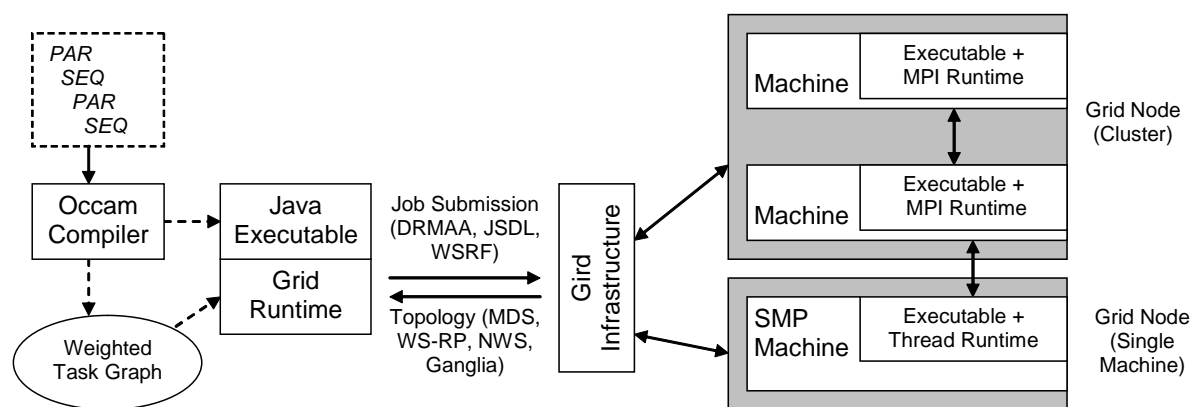 PAR
SEQ
PAR
SEQ
Occam
Compiler
Weighted
Task Graph
Java
Executable
Grid
Runtime
Job Submission
(DRMAA, JSDL,
WSRF)
Topology (MDS,
WS-RP, NWS,
Ganglia)
Gird
Infrastructure
Machine
Executable +
MPI Runtime
Machine
Executable +
MPI Runtime
Grid Node
(Cluster)
SMP
Machine
Executable +
Thread Runtime
Grid Node
(Single
Machine)